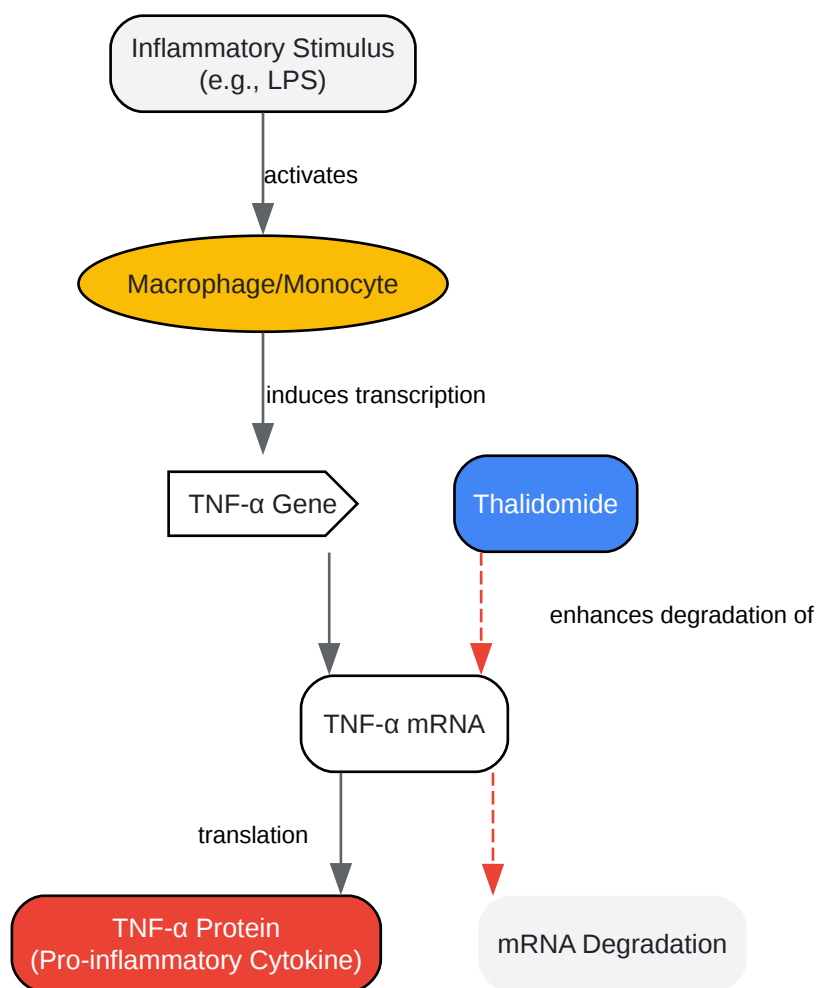 Inflammatory Stimulus
(e.g., LPS)
activates
Macrophage/Monocyte
induces transcription
TNF-α Gene
Thalidomide
enhances degradation of
TNF-α mRNA
translation
TNF-α Protein
(Pro-inflammatory Cytokine)
mRNA Degradation